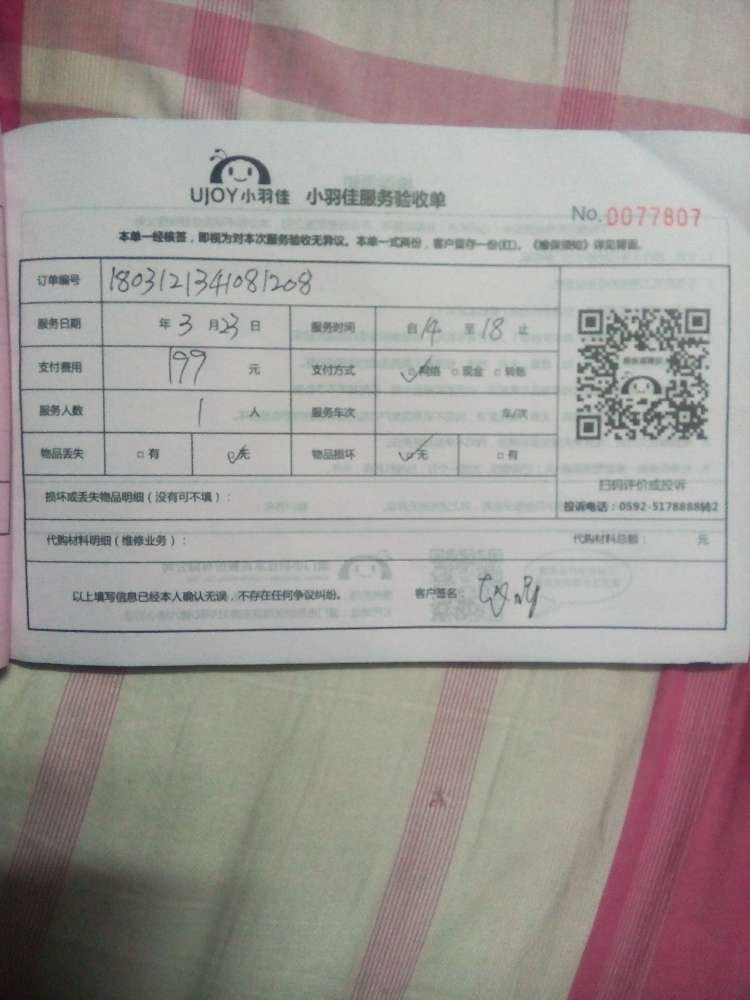 UJOY小羽佳 小羽佳服务验收单
No.0077807
本单一经核签，即视为对本次服务验收无异议。本单一式两份，客户留存一份(红)。《维保须知》详见背面。
订单编号 1803121341081208
服务日期 年 3 月 23 日 服务时间 自 14 至 18 止
支付费用 199 元 支付方式 ☑网络 □现金 □转账
服务人数 1 人 服务车次 车/次
物品丢失 □有 ☑无 物品损坏 ☑无 □有
扫码评价或投诉
损坏或丢失物品明细（没有可不填）：
投诉电话：0592-5178888转2
代购材料明细（维修业务）： 代购材料总额： 元
以上填写信息已经本人确认无误，不存在任何争议纠纷。 客户签名：